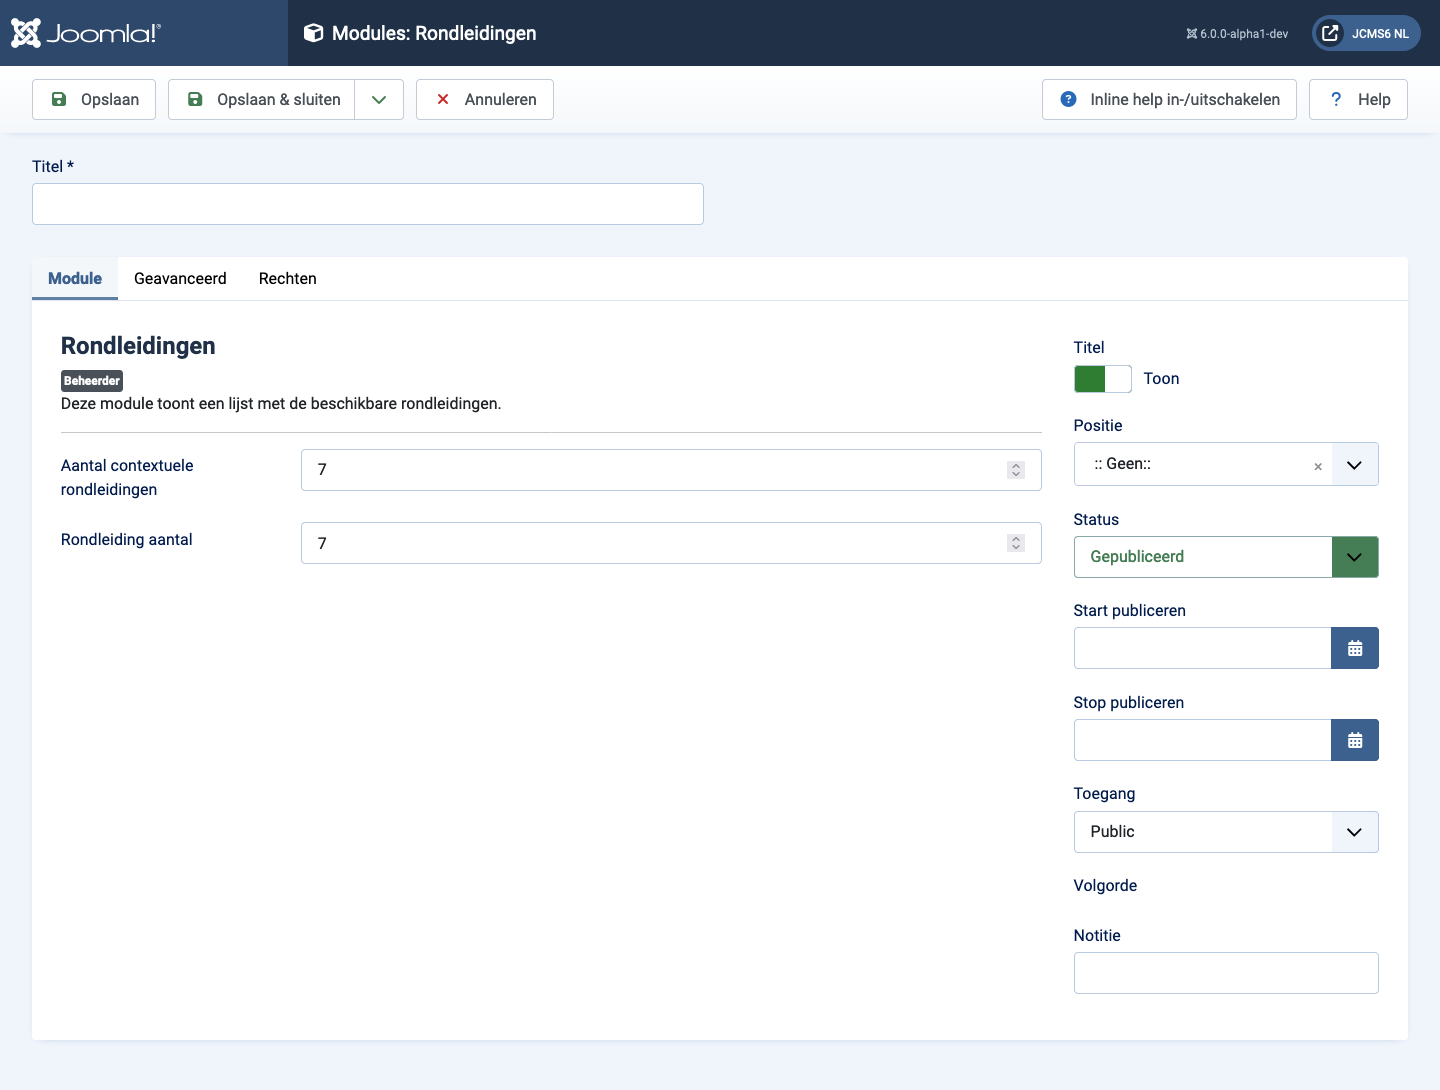 Joomla!®
Modules: Rondleidingen
6.0.0-alpha1-dev
JCMS6 NL
Opslaan
Opslaan & sluiten
Annuleren
Inline help in-/uitschakelen
? Help
Titel *
Module
Geavanceerd
Rechten
Rondleidingen
Beheerder
Deze module toont een lijst met de beschikbare rondleidingen.
Aantal contextuele
rondleidingen
7
Rondleiding aantal
7
Titel
Toon
Positie
:: Geen::
×
Status
Gepubliceerd
Start publiceren
Stop publiceren
Toegang
Public
Volgorde
Notitie